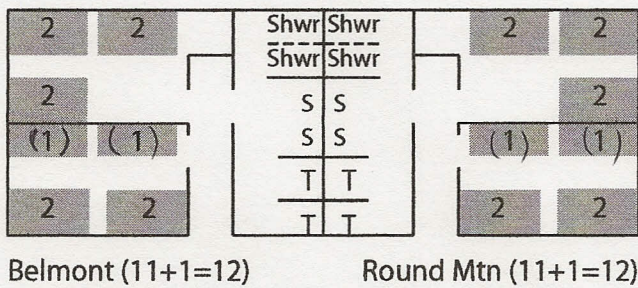 2 2 Shwr Shwr 2 2
Shwr Shwr
2 S S 2
(1) (1) S S (1) (1)
T T
2 2 T T 2 2
Belmont (11+1=12) Round Mtn (11+1=12)